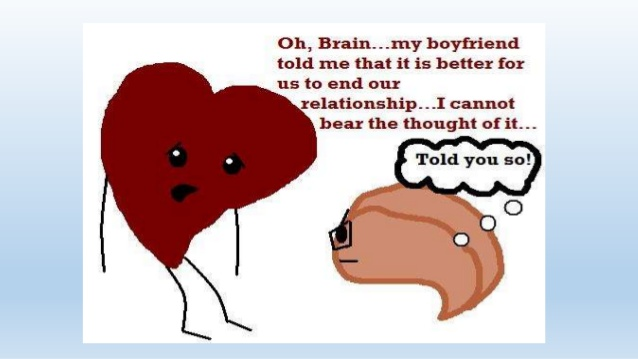 Oh, Brain...my boyfriend
told me that it is better for
us to end our
relationship...I cannot
bear the thought of it...
Told you so!